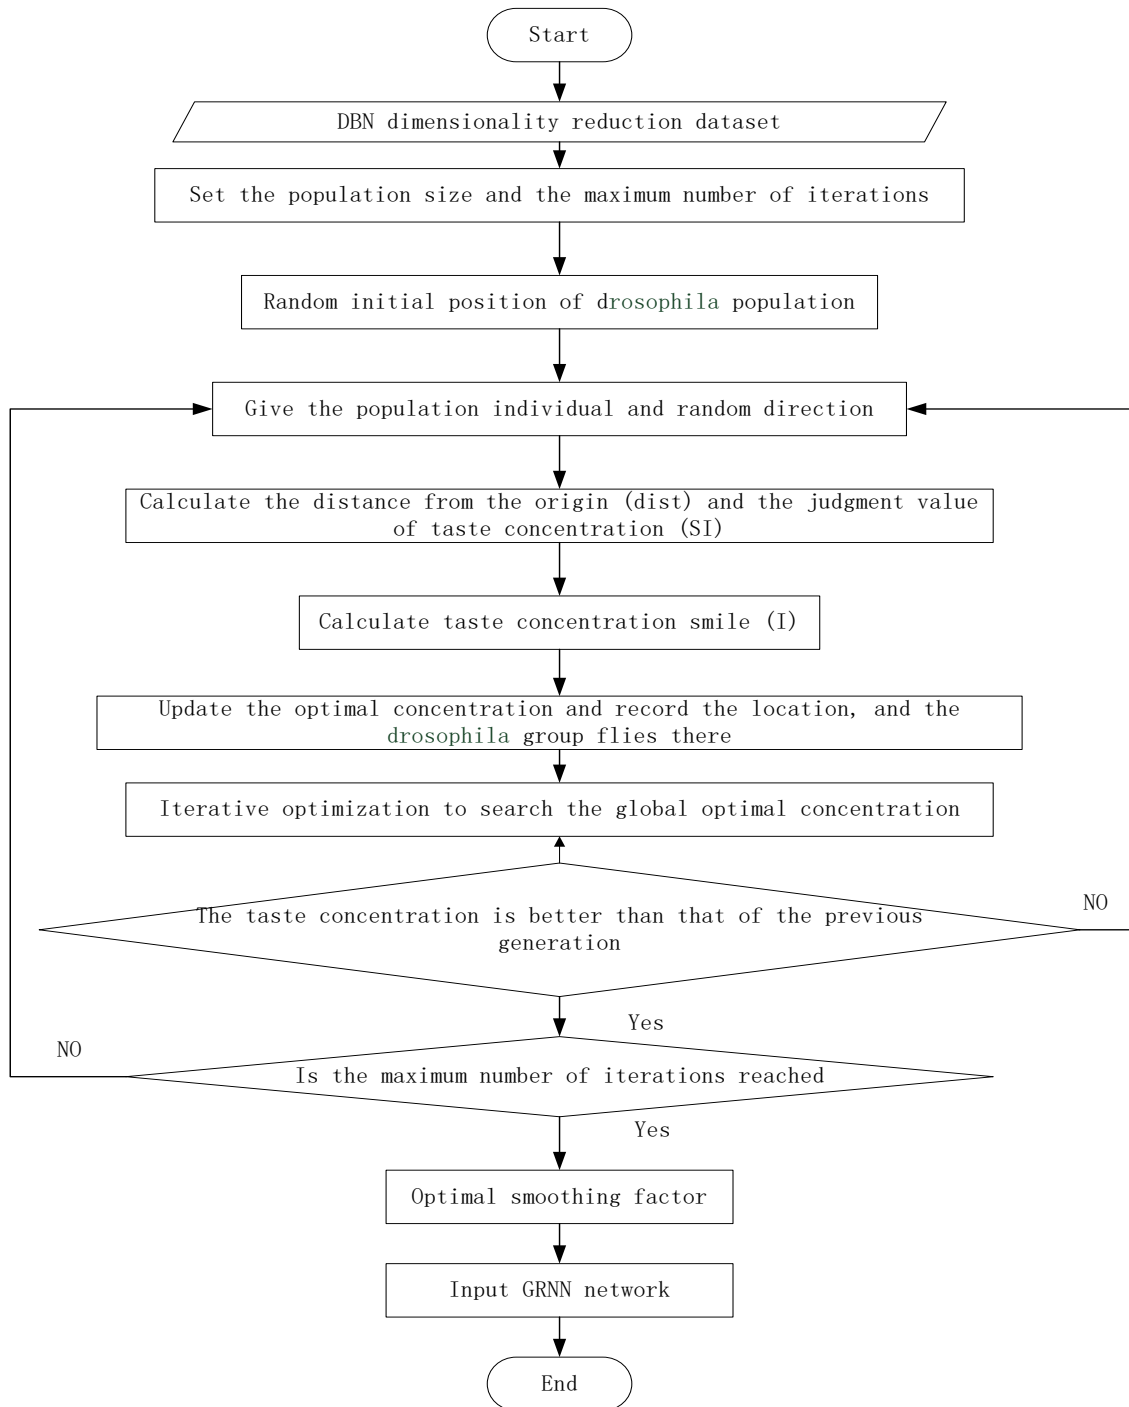 Start
DBN dimensionality reduction dataset
Set the population size and the maximum number of iterations
Random initial position of drosophila population
Give the population individual and random direction
Calculate the distance from the origin (dist) and the judgment value
of taste concentration (SI)
Calculate taste concentration smile (I)
Update the optimal concentration and record the location, and the
drosophila group flies there
Iterative optimization to search the global optimal concentration
The taste concentration is better than that of the previous
generation
NO
Yes
NO
Is the maximum number of iterations reached
Yes
Optimal smoothing factor
Input GRNN network
End